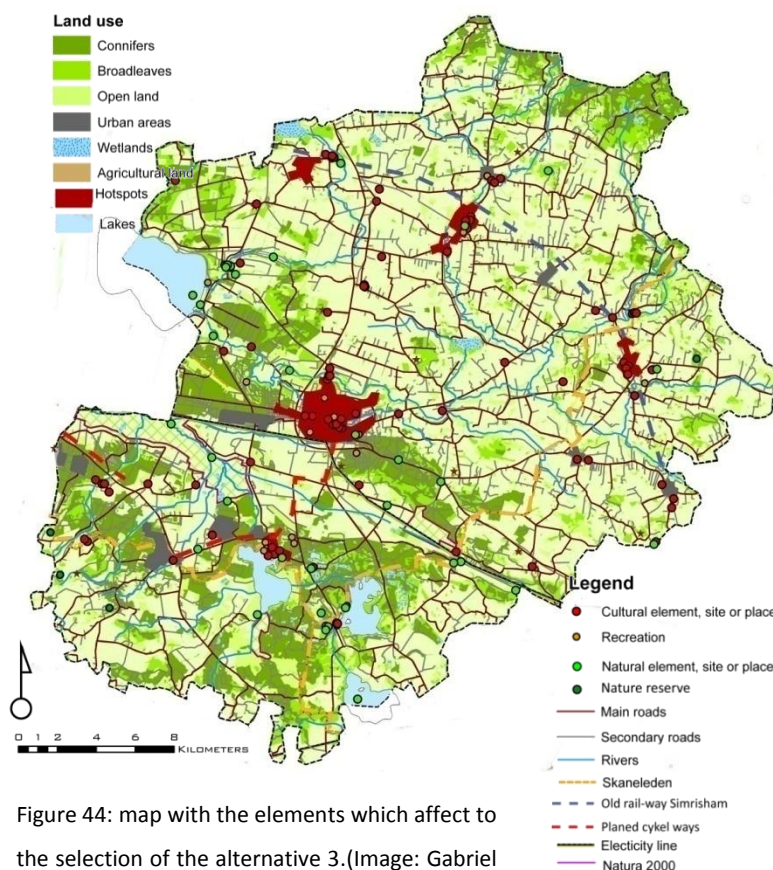 Land use
Connifers
Broadleaves
Open land
Urban areas
Wetlands
Agricultural land
Hotspots
Lakes
Legend
Cultural element, site or place
Recreation
Natural element, site or place
Nature reserve
Main roads
Secondary roads
Rivers
Skaneleden
Old rail-way Simrisham
Planed cykel ways
Electicity line
Natura 2000
0 1 2 4 6 8
KILOMETERS
Figure 44: map with the elements which affect to
the selection of the alternative 3.(Image: Gabriel